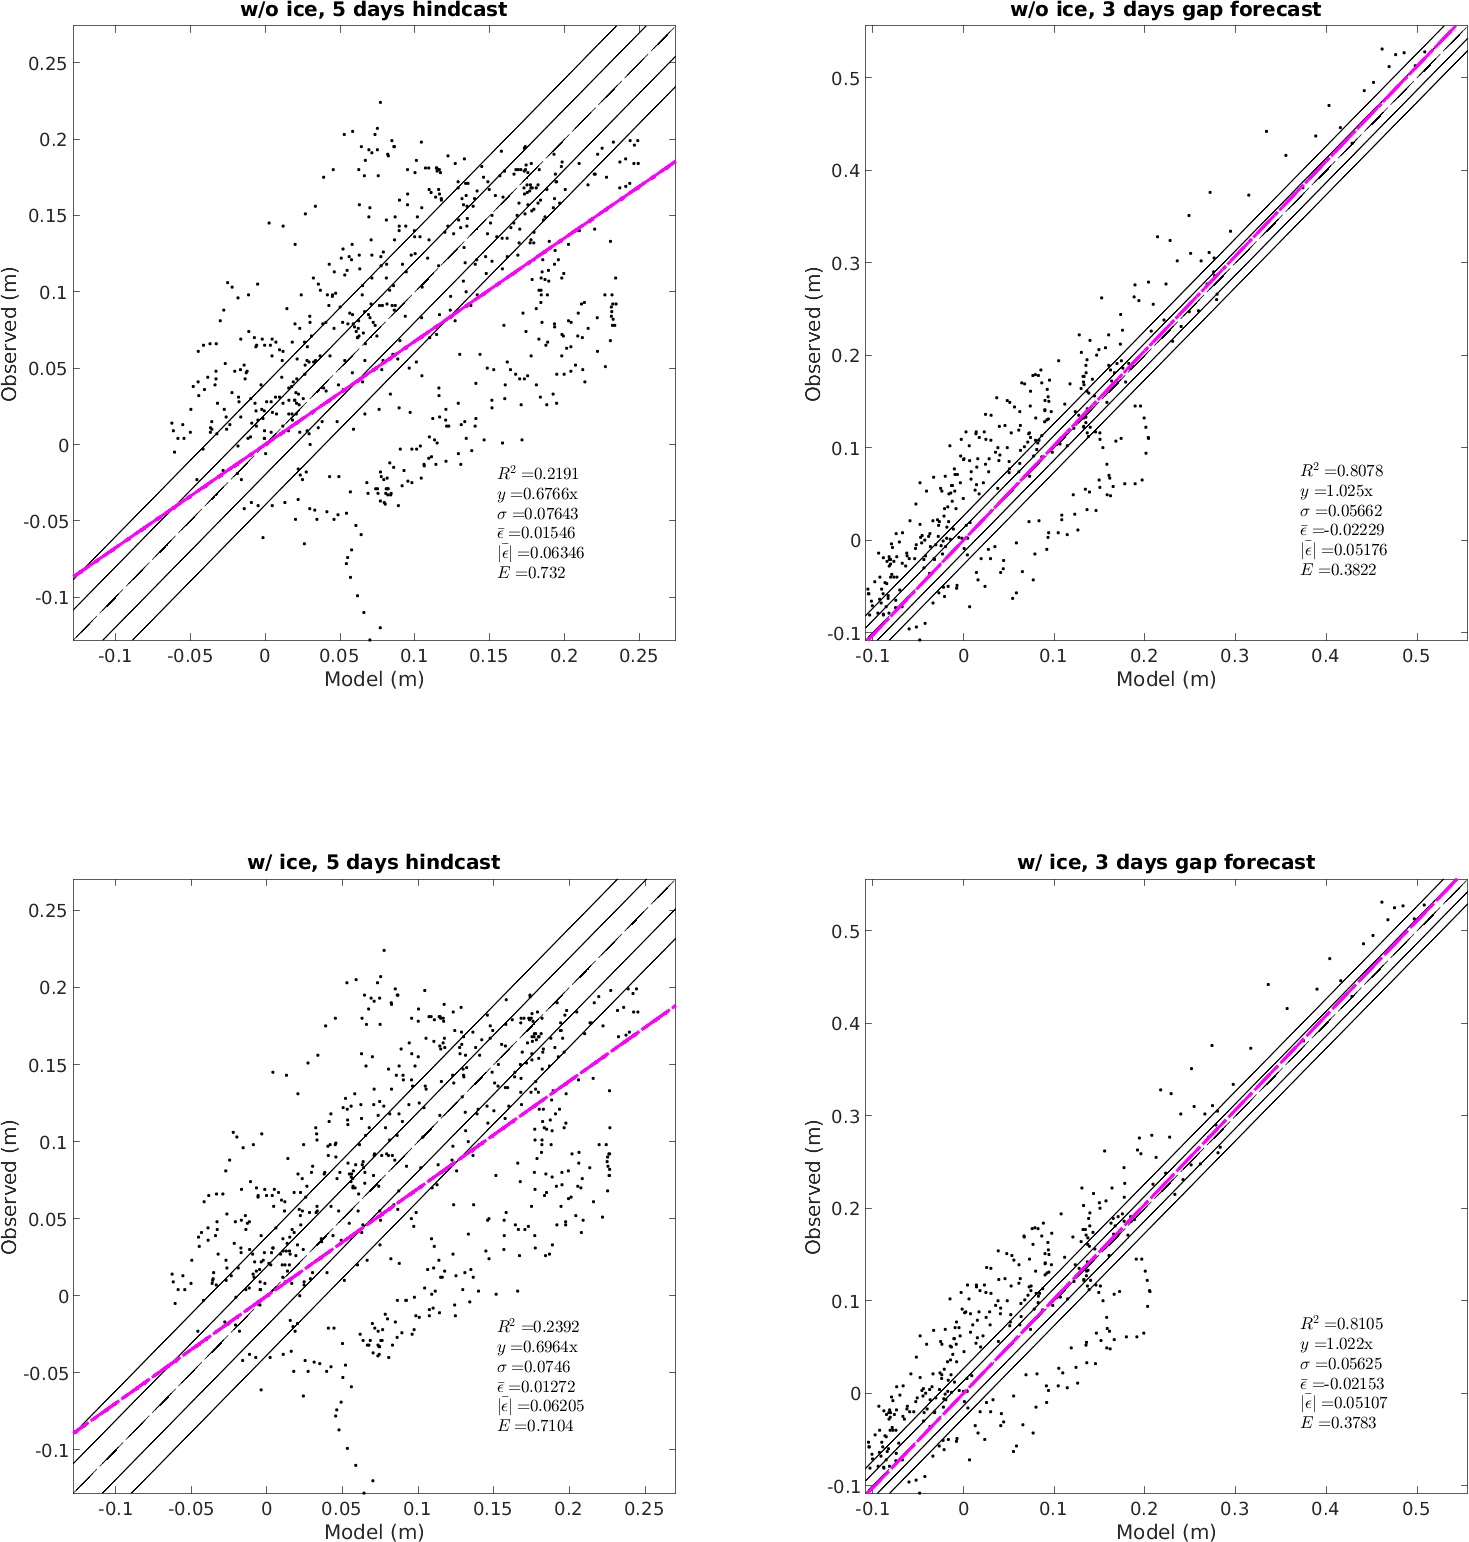 w/o ice, 5 days hindcast
0.25
0.2
0.15
0.1
0.05
0
-0.05
-0.1
Observed (m)
R² =0.2191
y =0.6766x
σ =0.07643
ε̄ =0.01546
|ε̄| =0.06346
E =0.732
-0.1 -0.05 0 0.05 0.1 0.15 0.2 0.25
Model (m)
w/o ice, 3 days gap forecast
0.5
0.4
0.3
0.2
0.1
0
-0.1
Observed (m)
R² =0.8078
y =1.025x
σ =0.05662
ε̄ =-0.02229
|ε̄| =0.05176
E =0.3822
-0.1 0 0.1 0.2 0.3 0.4 0.5
Model (m)
w/ ice, 5 days hindcast
0.25
0.2
0.15
0.1
0.05
0
-0.05
-0.1
Observed (m)
R² =0.2392
y =0.6964x
σ =0.0746
ε̄ =0.01272
|ε̄| =0.06205
E =0.7104
-0.1 -0.05 0 0.05 0.1 0.15 0.2 0.25
Model (m)
w/ ice, 3 days gap forecast
0.5
0.4
0.3
0.2
0.1
0
-0.1
Observed (m)
R² =0.8105
y =1.022x
σ =0.05625
ε̄ =-0.02153
|ε̄| =0.05107
E =0.3783
-0.1 0 0.1 0.2 0.3 0.4 0.5
Model (m)